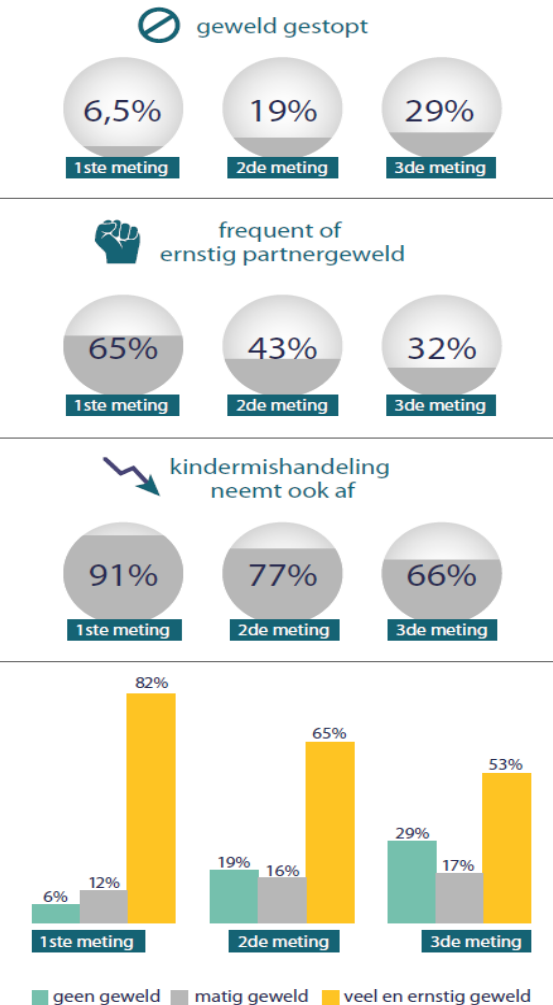 geweld gestopt
6,5% 19% 29%
1ste meting 2de meting 3de meting
frequent of
ernstig partnergeweld
65% 43% 32%
1ste meting 2de meting 3de meting
kindermishandeling
neemt ook af
91% 77% 66%
1ste meting 2de meting 3de meting
82%
65%
53%
29%
19% 16% 17%
6% 12%
1ste meting 2de meting 3de meting
geen geweld matig geweld veel en ernstig geweld